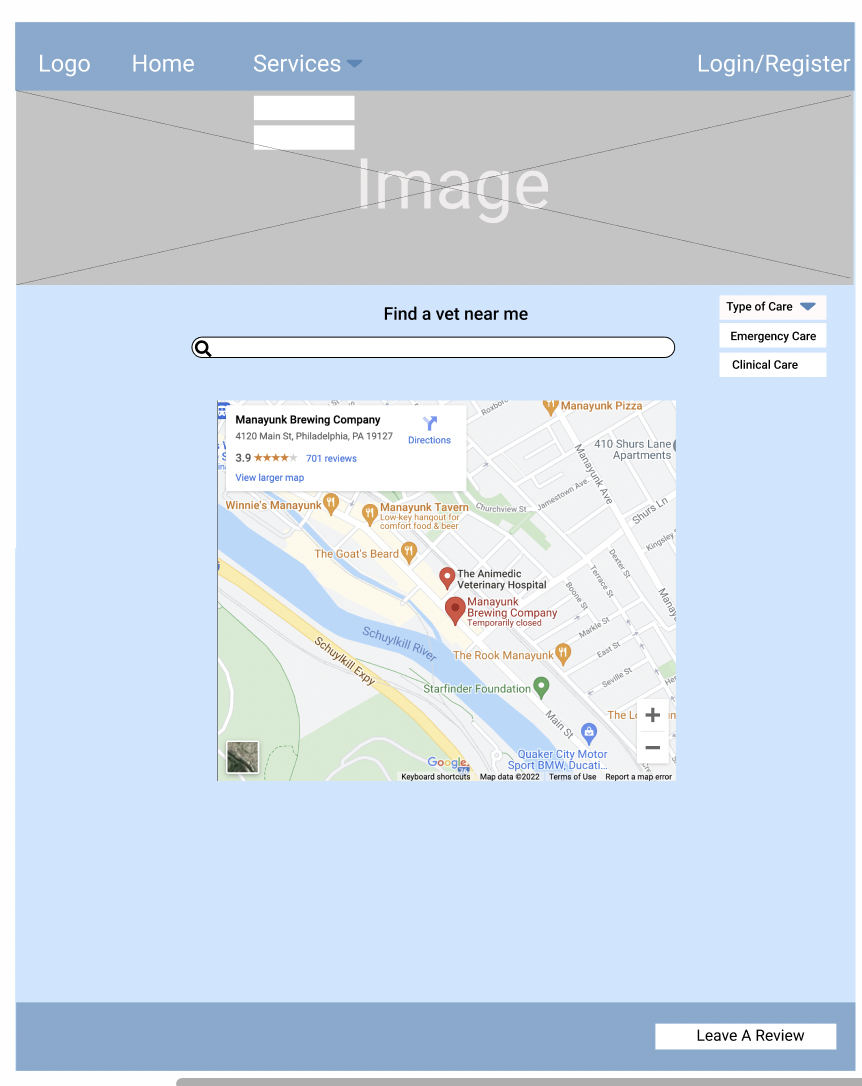 Logo
Home
Services
Login/Register
Image
Find a vet near me
Type of Care
Emergency Care
Clinical Care
Manayunk Brewing Company
4120 Main St, Philadelphia, PA 19127
Directions
3.9
701 reviews
View larger map
Manayunk Pizza
410 Shurs Lane
Apartments
Manayunk Ave
Winnie's Manayunk
Manayunk Tavern
Low-key hangout for
comfort food & beer
Churchview St
Jamestown Ave
Shurs Ln
The Goat's Beard
Dexter St
Terrace St
The Animedic
Veterinary Hospital
Boone St
Manayunk
Brewing Company
Temporarily closed
Markle St
Schuylkill River
Schuylkill Expy
The Rook Manayunk
East St
Seville St
Starfinder Foundation
Main St
Quaker City Motor
Sport BMW, Ducati...
Google
Keyboard shortcuts
Map data ©2022
Terms of Use
Report a map error
Leave A Review